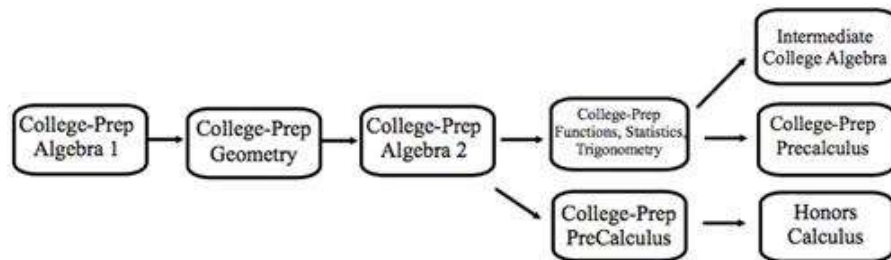 College-Prep
Algebra 1
College-Prep
Geometry
College-Prep
Algebra 2
College-Prep
Functions, Statistics,
Trigonometry
Intermediate
College Algebra
College-Prep
Precalculus
College-Prep
PreCalculus
Honors
Calculus